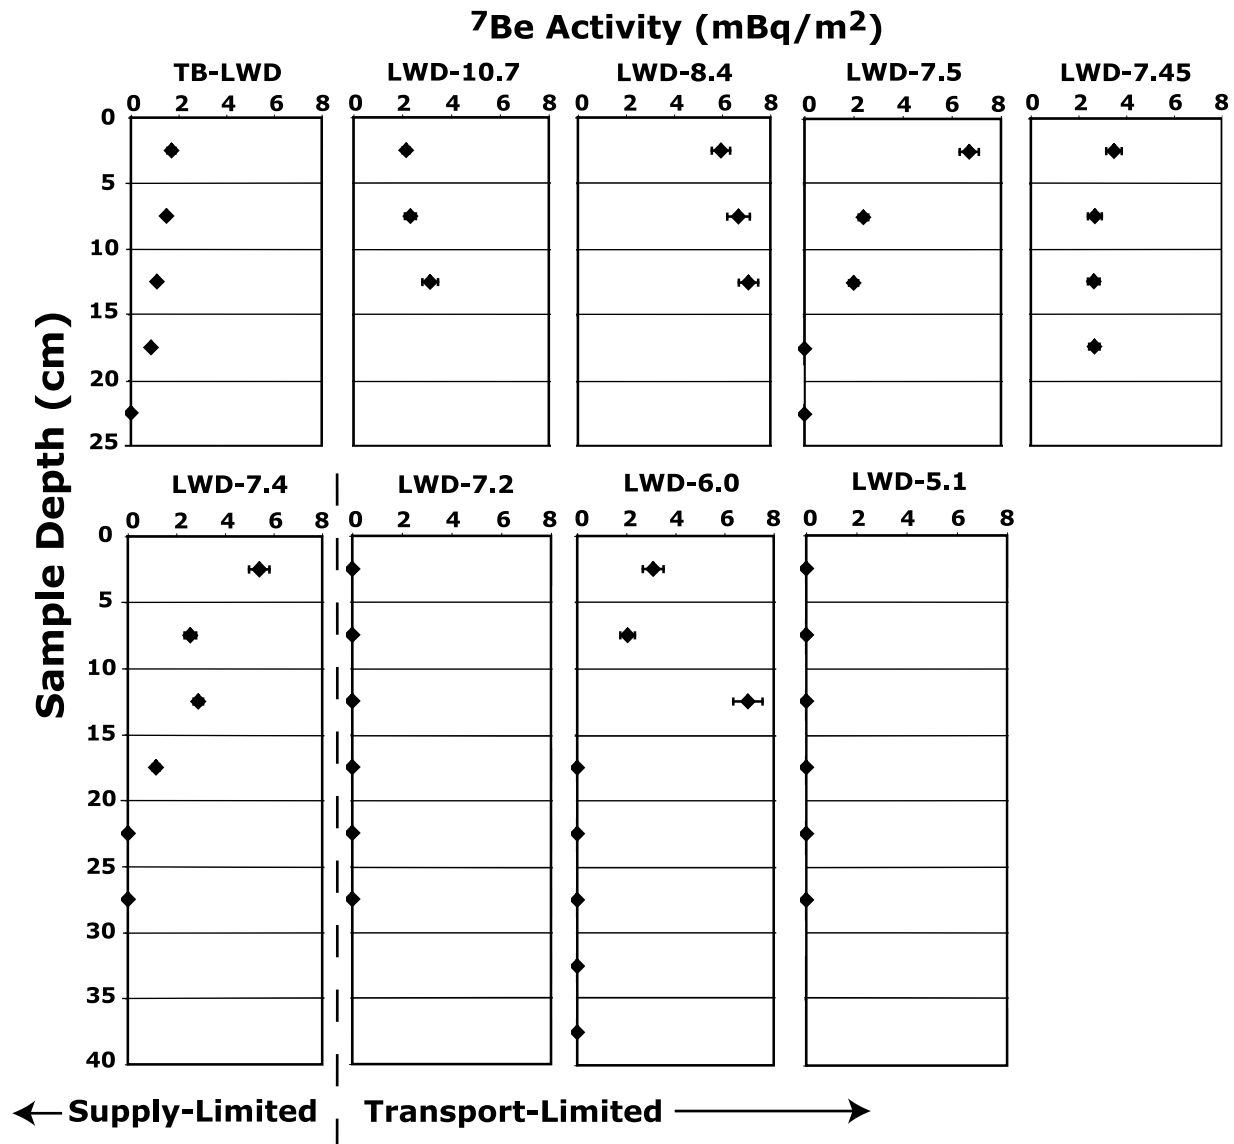 ⁷Be Activity (mBq/m²)
TB-LWD LWD-10.7 LWD-8.4 LWD-7.5 LWD-7.45
0 2 4 6 8 0 2 4 6 8 0 2 4 6 8 0 2 4 6 8 0 2 4 6 8
0
5
10
15
20
25
Sample Depth (cm)
LWD-7.4 LWD-7.2 LWD-6.0 LWD-5.1
0 2 4 6 8 0 2 4 6 8 0 2 4 6 8 0 2 4 6 8
0
5
10
15
20
25
30
35
40
Supply-Limited Transport-Limited